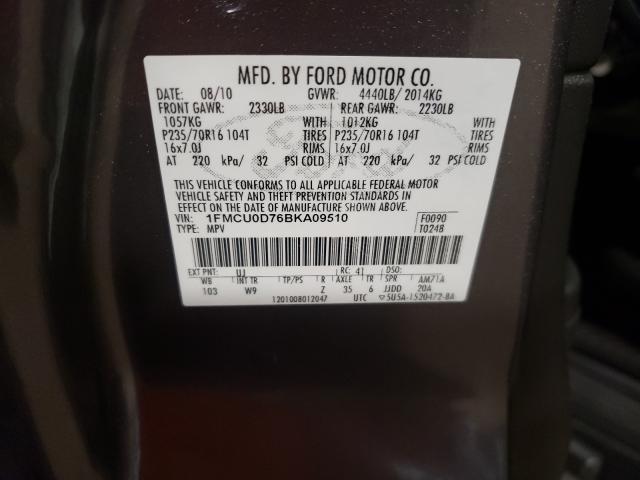 MFD. BY FORD MOTOR CO.
DATE: 08/10 GVWR: 4440LB/ 2014KG
FRONT GAWR: 2330LB REAR GAWR: 2230LB
1057KG WITH 1012KG WITH
P235/70R16 104T TIRES P235/70R16 104T TIRES
16x7.0J RIMS 16x7.0J RIMS
AT 220 kPa/ 32 PSI COLD AT 220 kPa/ 32 PSI COLD
THIS VEHICLE CONFORMS TO ALL APPLICABLE FEDERAL MOTOR
VEHICLE SAFETY AND THEFT PREVENTION STANDARDS IN
EFFECT ON THE DATE OF MANUFACTURE SHOWN ABOVE.
VIN: 1FMCU0D76BKA09510 F0090
TYPE: MPV T0248
EXT PNT: UJ RC: 41 DSO:
WB INT TR TP/PS R AXLE TR SPR AM71A
103 W9 Z 35 6 JJDD 20A
1201008012047 UTC 5U5A-1520472-BA
Ford